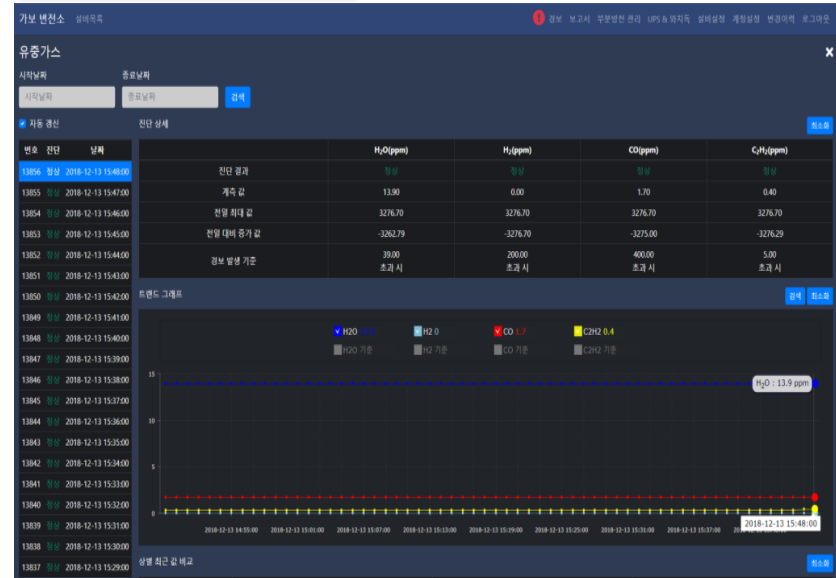 가보 변전소 설비목록 ! 경보 보고서 부분방전 관리 UPS & 와치독 설비설정 계정설정 변경이력 로그아웃
유중가스 x
시작날짜 종료날짜
시작날짜 종료날짜 검색
자동 갱신 진단 상세 최소화
번호 진단 날짜
H₂O(ppm) H₂(ppm) CO(ppm) C₂H₂(ppm)
진단 결과 정상 정상 정상 정상
계측 값 13.90 0.00 1.70 0.40
전일 최대 값 3276.70 3276.70 3276.70 3276.70
전일 대비 증가 값 -3262.79 -3276.70 -3275.00 -3276.29
경보 발생 기준 39.00 초과 시 200.00 초과 시 400.00 초과 시 5.00 초과 시
13856 정상 2018-12-13 15:48:00
13855 정상 2018-12-13 15:47:00
13854 정상 2018-12-13 15:46:00
13853 정상 2018-12-13 15:45:00
13852 정상 2018-12-13 15:44:00
13851 정상 2018-12-13 15:43:00
13850 정상 2018-12-13 15:42:00
13849 정상 2018-12-13 15:41:00
13848 정상 2018-12-13 15:40:00
13847 정상 2018-12-13 15:39:00
13846 정상 2018-12-13 15:38:00
13845 정상 2018-12-13 15:37:00
13844 정상 2018-12-13 15:36:00
13843 정상 2018-12-13 15:35:00
13842 정상 2018-12-13 15:34:00
13841 정상 2018-12-13 15:33:00
13840 정상 2018-12-13 15:32:00
13839 정상 2018-12-13 15:31:00
13838 정상 2018-12-13 15:30:00
13837 정상 2018-12-13 15:29:00
트랜드 그래프 검색 최소화
H2O H2 0 CO 1.7 C2H2 0.4
H2O 기준 H2 기준 CO 기준 C2H2 기준
15
H₂O : 13.9 ppm
10
5
0
2018-12-13 15:48:00
2018-12-13 14:55:00 2018-12-13 15:01:00 2018-12-13 15:07:00 2018-12-13 15:13:00 2018-12-13 15:19:00 2018-12-13 15:25:00 2018-12-13 15:31:00 2018-12-13 15:37:00
상별 최근 값 비교 최소화